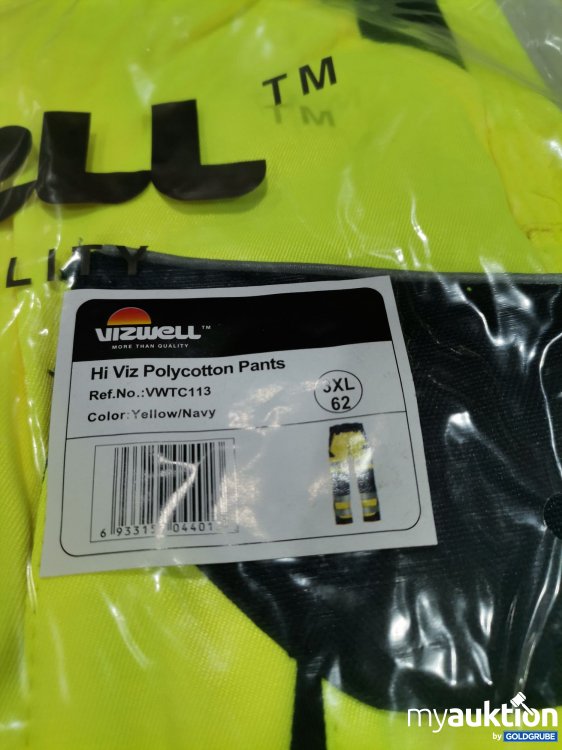 TM
ELL
LITY
VIZWELL™
MORE THAN QUALITY
Hi Viz Polycotton Pants
Ref.No.:VWTC113
Color:Yellow/Navy
3XL
62
myauktion
by GOLDGRUBE